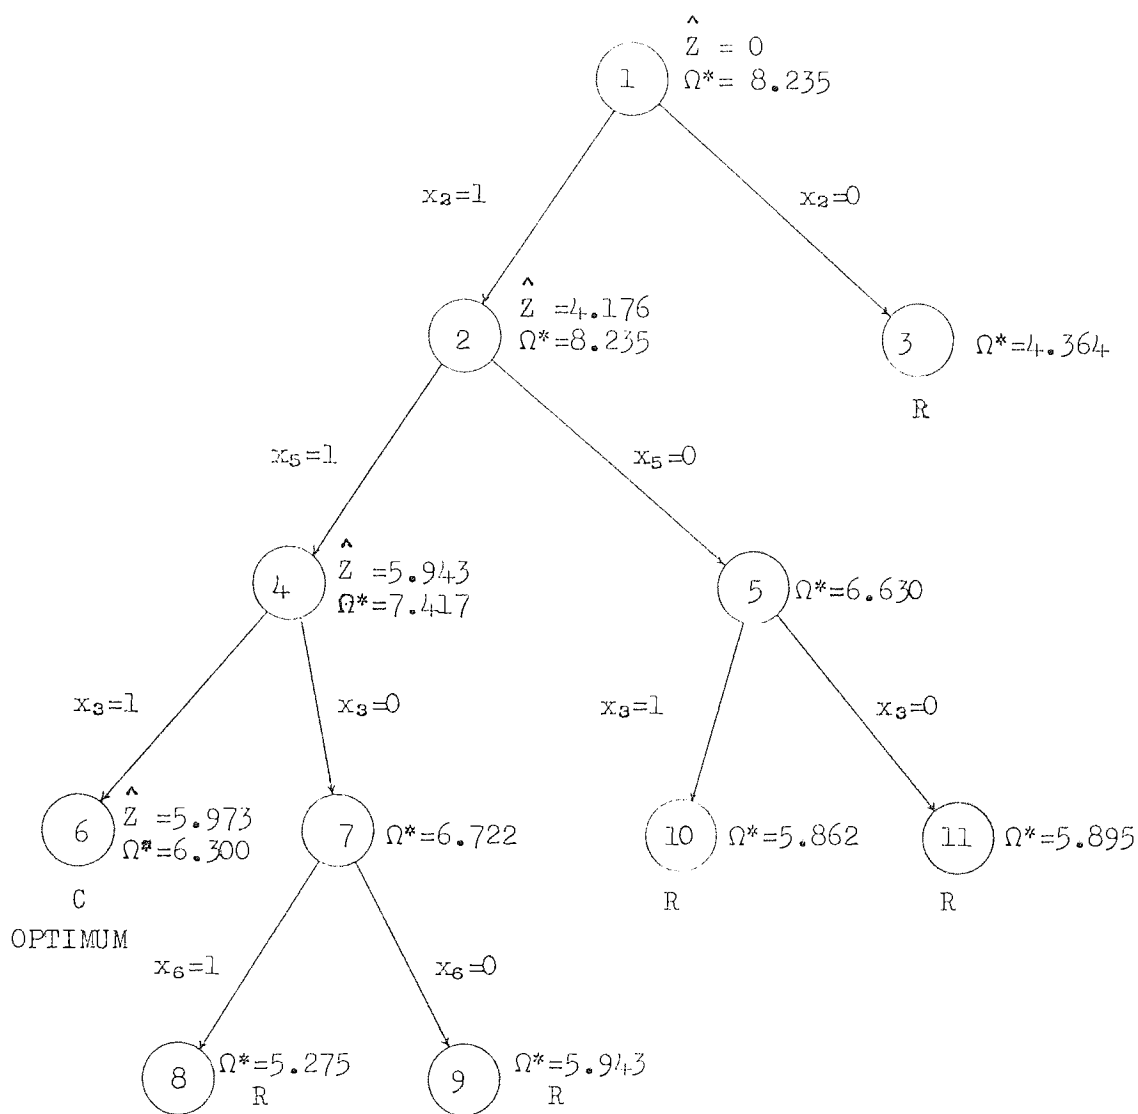 ^
Z = 0
1
Ω*= 8.235
x₂=1
x₂=0
^
Z =4.176
2
Ω*=8.235
3
Ω*=4.364
R
x₅=1
x₅=0
^
Z =5.943
4
Ω*=7.417
5
Ω*=6.630
x₃=1
x₃=0
x₃=1
x₃=0
^
Z =5.973
6
Ω*=6.300
7
Ω*=6.722
10
Ω*=5.862
11
Ω*=5.895
C
R
R
OPTIMUM
x₆=1
x₆=0
8
Ω*=5.275
R
9
Ω*=5.943
R